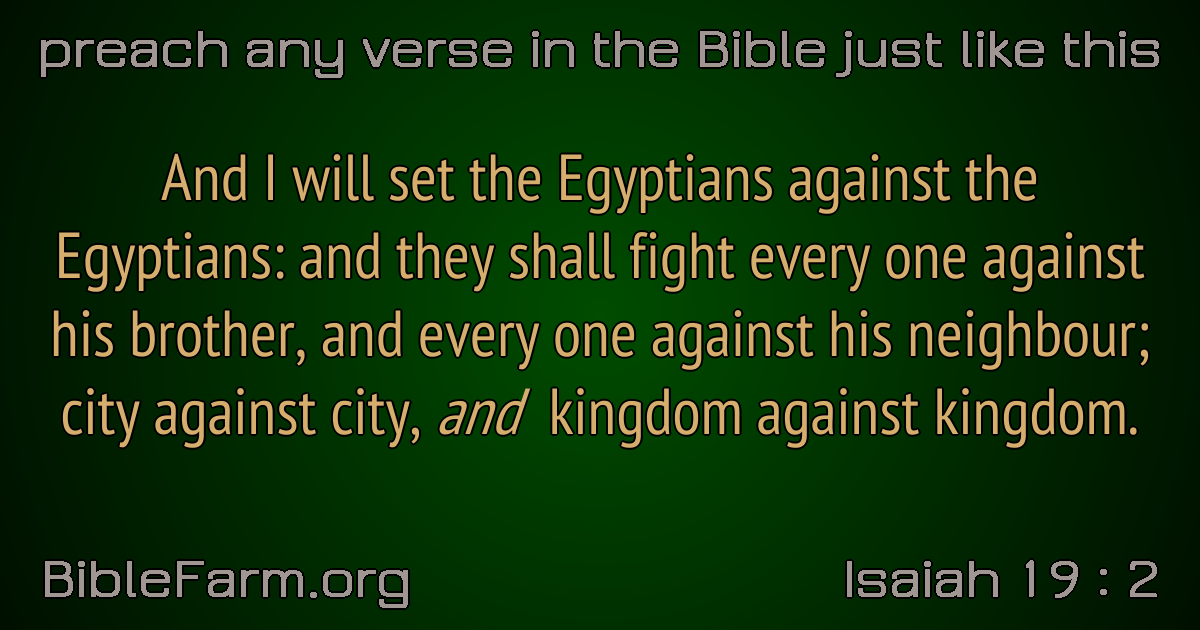 preach any verse in the Bible just like this
And I will set the Egyptians against the
Egyptians: and they shall fight every one against
his brother, and every one against his neighbour;
city against city, and kingdom against kingdom.
BibleFarm.org
Isaiah 19 : 2